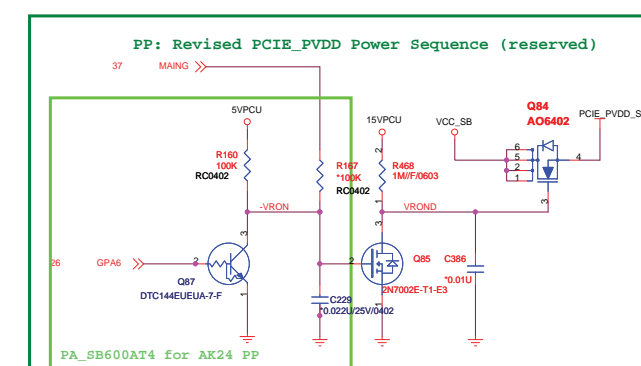 PP: Revised PCIE_PVDD Power Sequence (reserved)
37 MAING
5VPCU
15VPCU
VCC_SB
Q84
AO6402
PCIE_PVDD_S
R160
100K
RC0402
R167
*100K
RC0402
R468
1M//F/0603
2
1
6
5
2
1
4
3
-VRON
VROND
3
3
26 GPA6
2
2
Q87
DTC144EUEUA-7-F
1
Q85
2N7002E-T1-E3
1
C386
*0.01U
C229
*0.022U/25V/0402
PA_SB600AT4 for AK24 PP